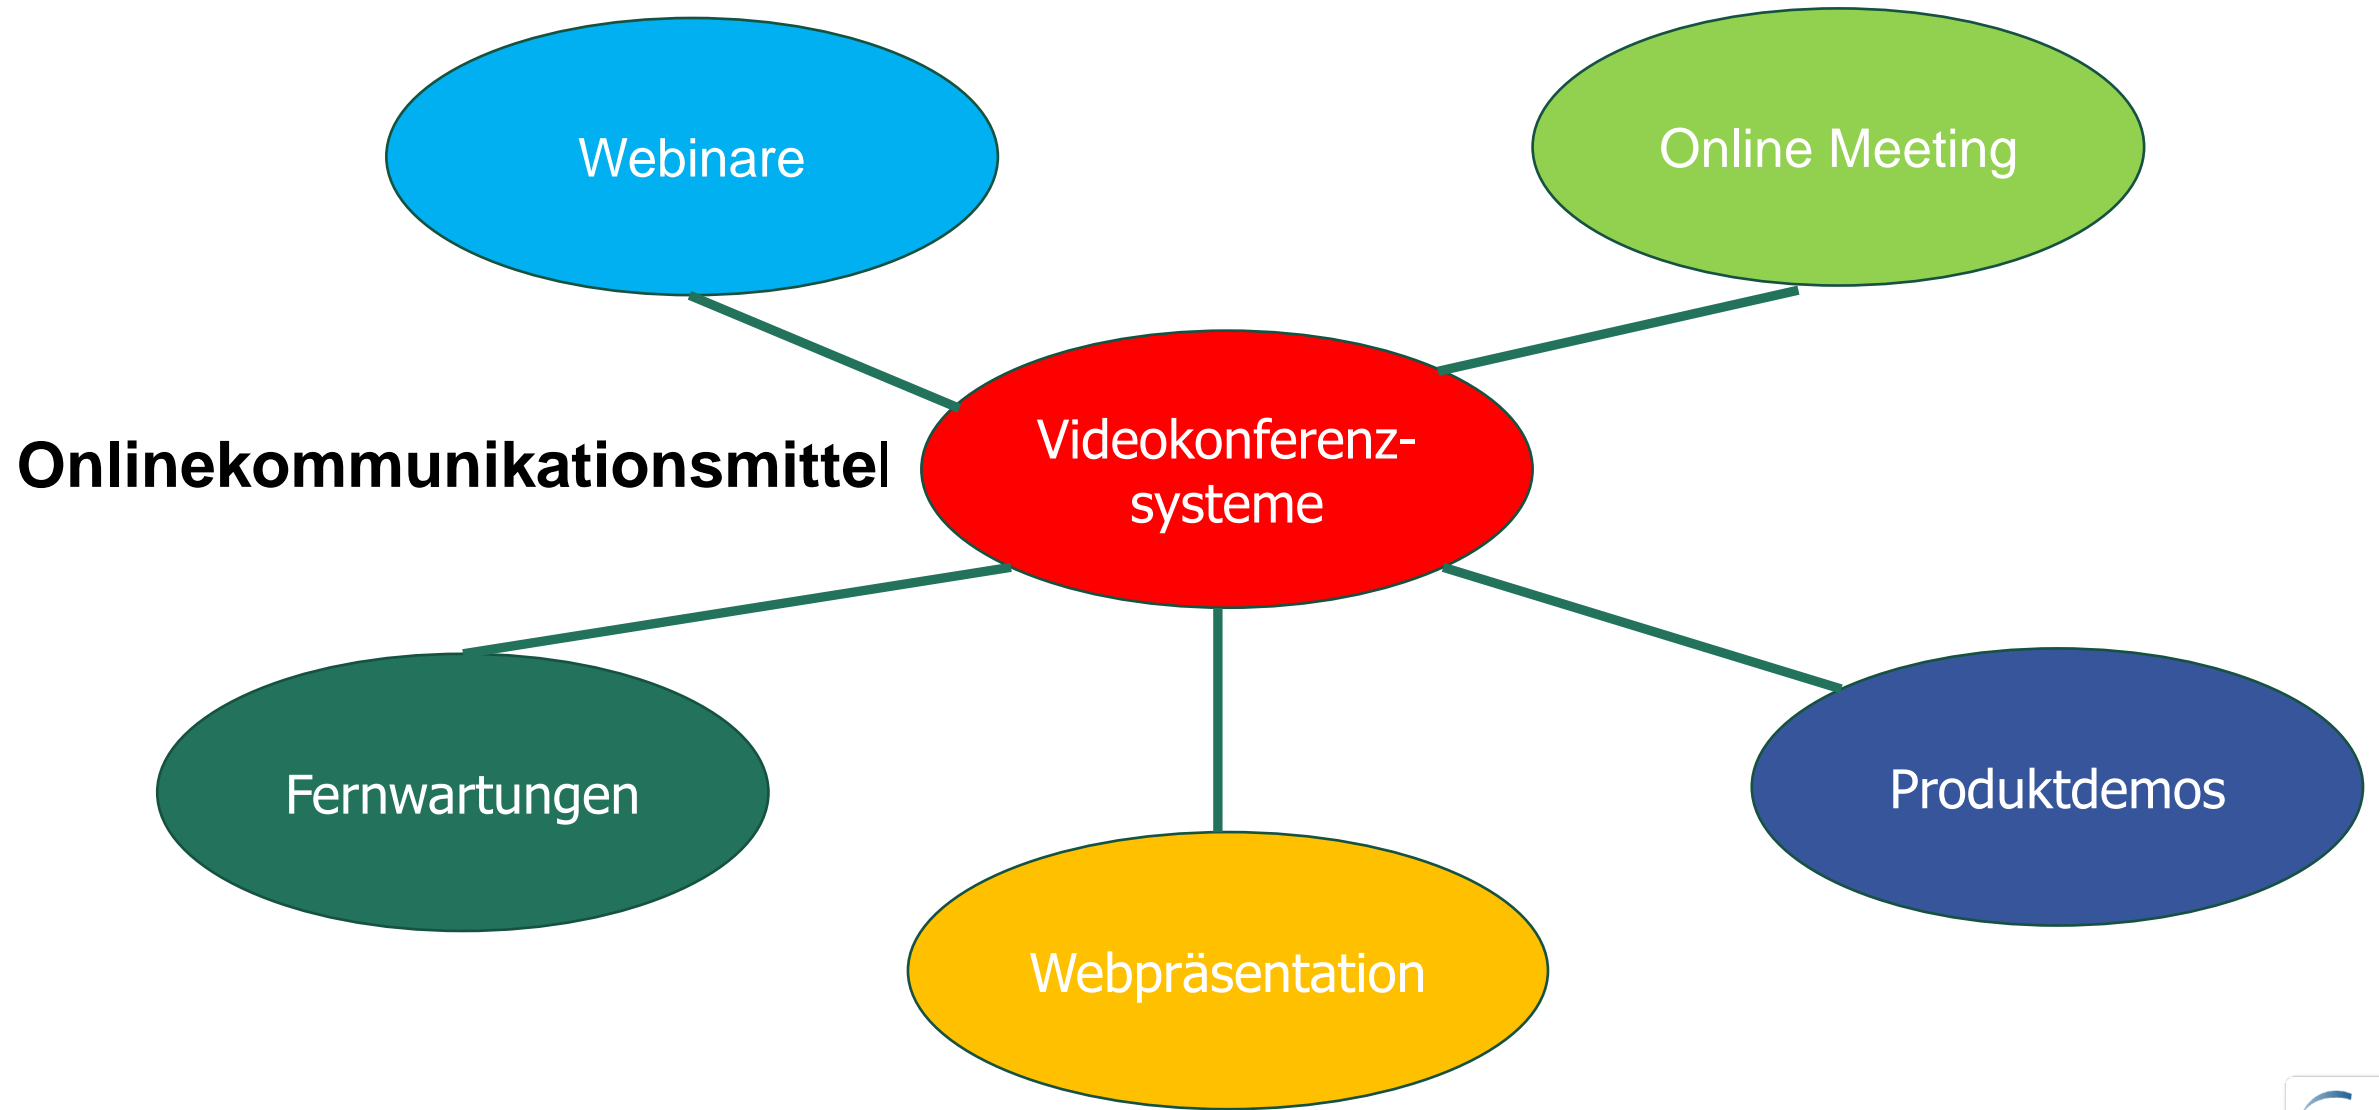 Webinare
Online Meeting
Videokonferenz-
systeme
Onlinekommunikationsmittel
Fernwartungen
Produktdemos
Webpräsentation